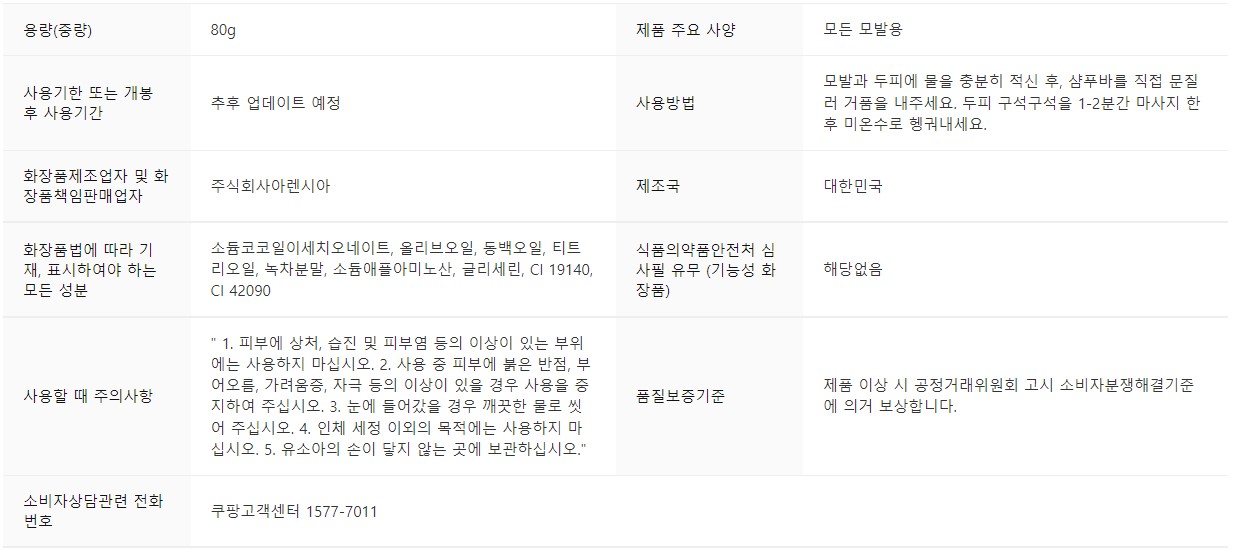 용량(중량)
80g
제품 주요 사양
모든 모발용
사용기한 또는 개봉
후 사용기간
추후 업데이트 예정
사용방법
모발과 두피에 물을 충분히 적신 후, 샴푸바를 직접 문질
러 거품을 내주세요. 두피 구석구석을 1-2분간 마사지 한
후 미온수로 헹궈내세요.
화장품제조업자 및 화
장품책임판매업자
주식회사아렌시아
제조국
대한민국
화장품법에 따라 기
재, 표시하여야 하는
모든 성분
소듐코코일이세치오네이트, 올리브오일, 동백오일, 티트
리오일, 녹차분말, 소듐애플아미노산, 글리세린, CI 19140,
CI 42090
식품의약품안전처 심
사필 유무 (기능성 화
장품)
해당없음
사용할 때 주의사항
" 1. 피부에 상처, 습진 및 피부염 등의 이상이 있는 부위
에는 사용하지 마십시오. 2. 사용 중 피부에 붉은 반점, 부
어오름, 가려움증, 자극 등의 이상이 있을 경우 사용을 중
지하여 주십시오. 3. 눈에 들어갔을 경우 깨끗한 물로 씻
어 주십시오. 4. 인체 세정 이외의 목적에는 사용하지 마
십시오. 5. 유소아의 손이 닿지 않는 곳에 보관하십시오."
품질보증기준
제품 이상 시 공정거래위원회 고시 소비자분쟁해결기준
에 의거 보상합니다.
소비자상담관련 전화
번호
쿠팡고객센터 1577-7011